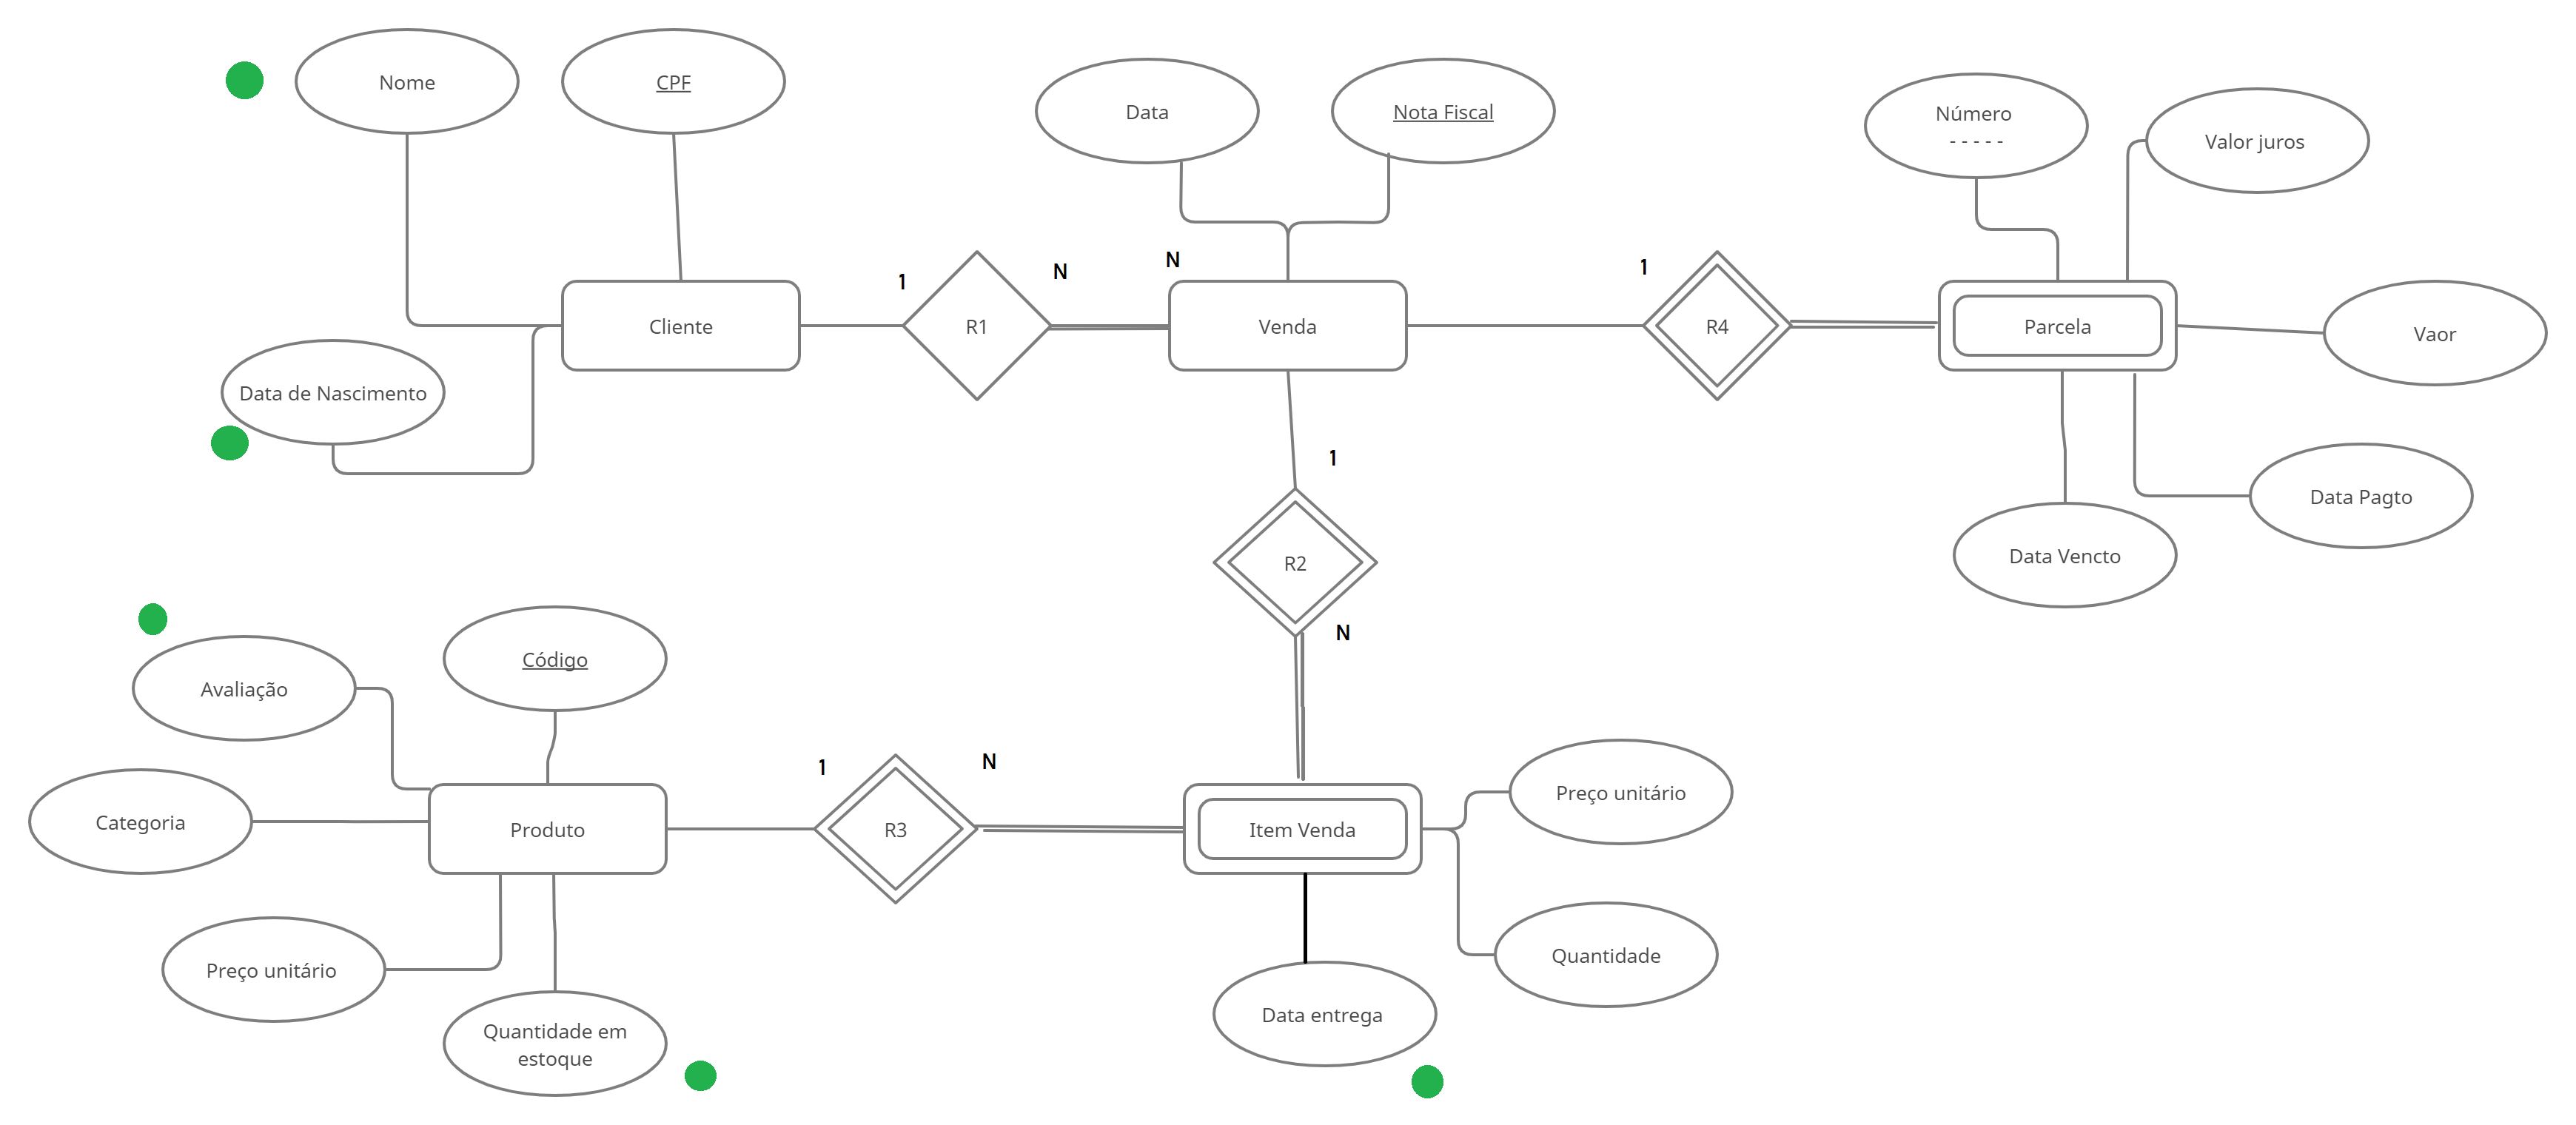 Nome
CPF
Data
Nota Fiscal
Número
- - - - -
Valor juros
1
N
N
1
Cliente
R1
Venda
R4
Parcela
Vaor
Data de Nascimento
1
Data Pagto
R2
Data Vencto
N
Avaliação
Código
1
N
Preço unitário
Categoria
Produto
R3
Item Venda
Quantidade
Preço unitário
Data entrega
Quantidade em
estoque